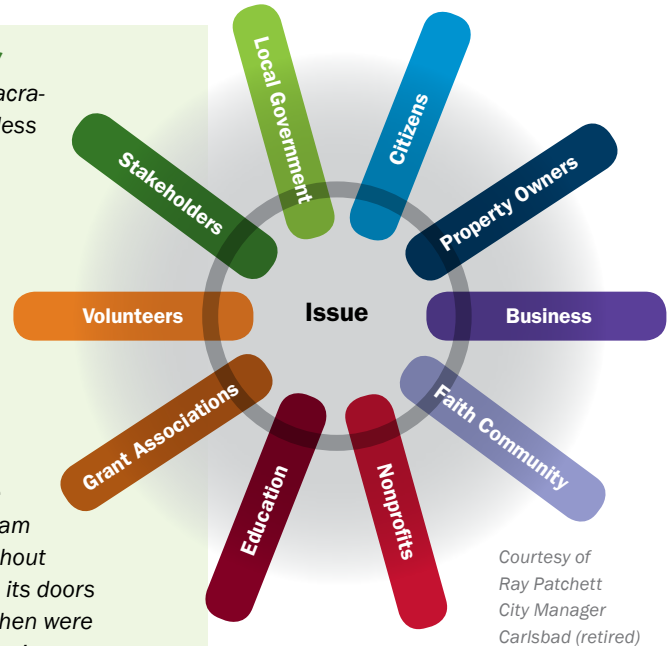 acra-
less
am
hout
its doors
hen were
Local Government
Citizens
Property Owners
Business
Faith Community
Nonprofits
Education
Grant Associations
Volunteers
Stakeholders
Issue
Courtesy of
Ray Patchett
City Manager
Carlsbad (retired)